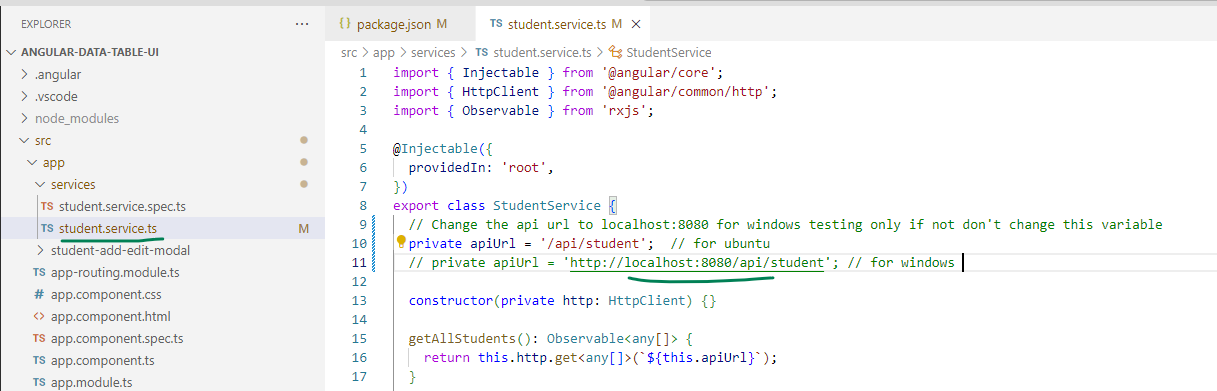 EXPLORER ...
ANGULAR-DATA-TABLE-UI
.angular
.vscode
node_modules
src
app
services
TS student.service.spec.ts
TS student.service.ts M
student-add-edit-modal
TS app-routing.module.ts
# app.component.css
<> app.component.html
TS app.component.spec.ts
TS app.component.ts
TS app.module.ts
{} package.json M
TS student.service.ts M ×
src > app > services > TS student.service.ts > StudentService
1 import { Injectable } from '@angular/core';
2 import { HttpClient } from '@angular/common/http';
3 import { Observable } from 'rxjs';
4
5 @Injectable({
6 providedIn: 'root',
7 })
8 export class StudentService {
9 // Change the api url to localhost:8080 for windows testing only if not don't change this variable
10 private apiUrl = '/api/student'; // for ubuntu
11 // private apiUrl = 'http://localhost:8080/api/student'; // for windows
12
13 constructor(private http: HttpClient) {}
14
15 getAllStudents(): Observable<any[]> {
16 return this.http.get<any[]>(`${this.apiUrl}`);
17 }